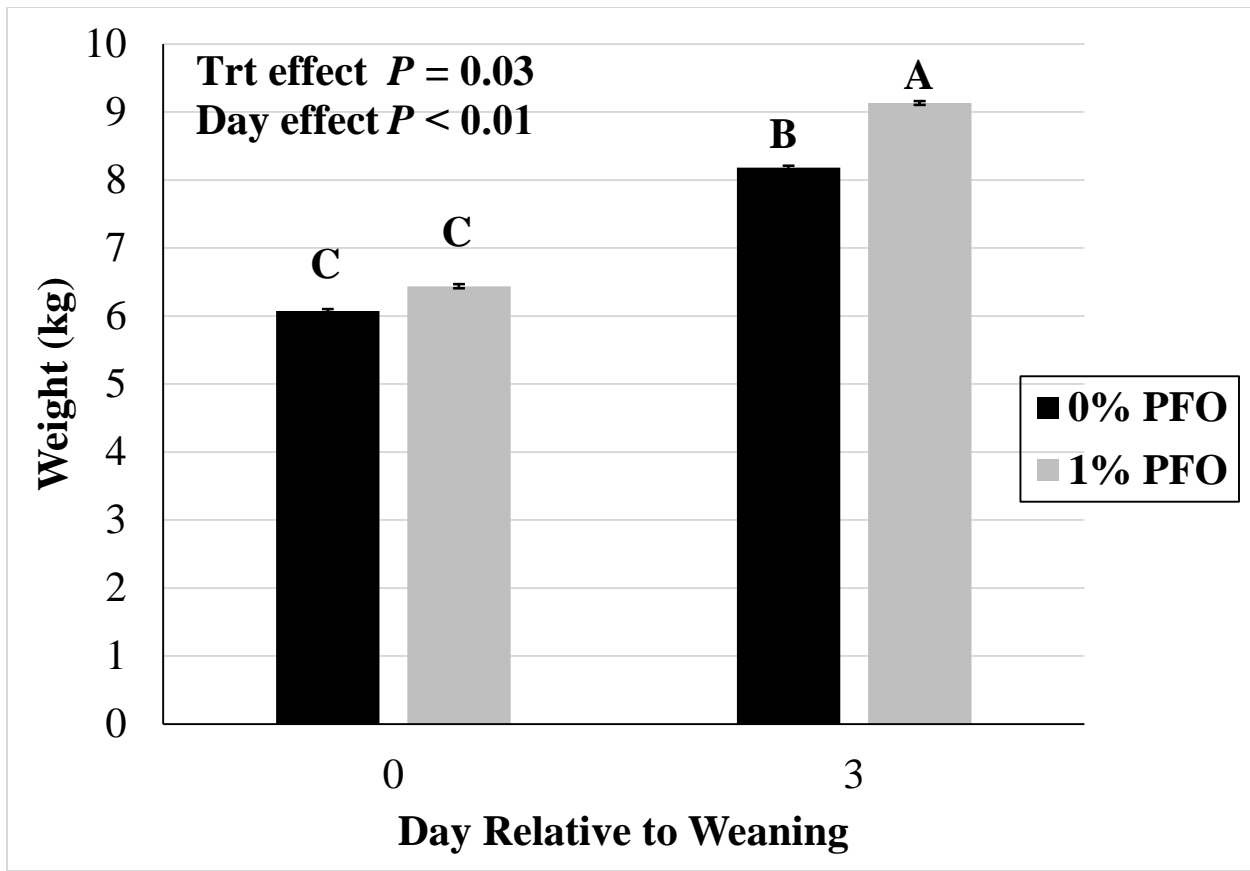 Trt effect P = 0.03
Day effect P < 0.01
10
9
8
7
6
5
4
3
2
1
0
Weight (kg)
C
C
B
A
0
3
Day Relative to Weaning
0% PFO
1% PFO